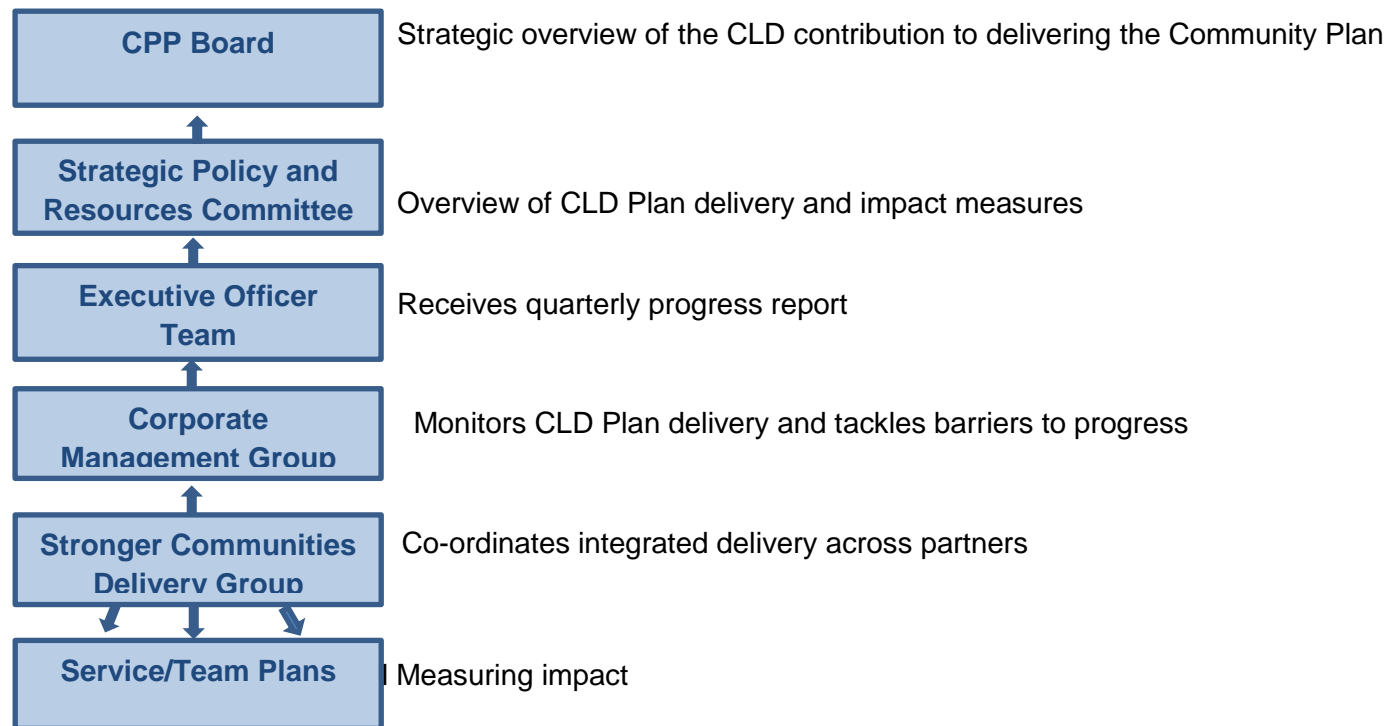 CPP Board
Strategic overview of the CLD contribution to delivering the Community Plan
Strategic Policy and
Resources Committee
Overview of CLD Plan delivery and impact measures
Executive Officer
Team
Receives quarterly progress report
Corporate
Management Group
Monitors CLD Plan delivery and tackles barriers to progress
Stronger Communities
Delivery Group
Co-ordinates integrated delivery across partners
Service/Team Plans
Measuring impact